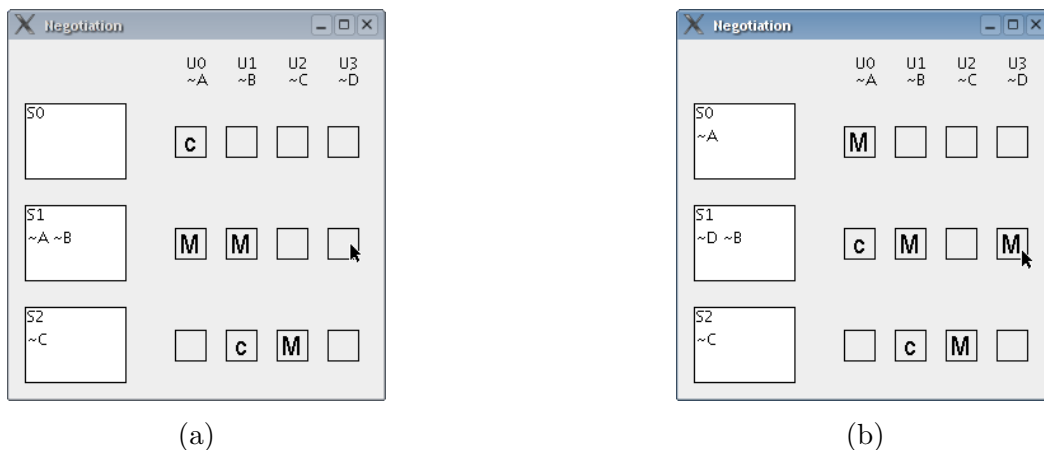 Negotiation
U0 U1 U2 U3
~A ~B ~C ~D
S0
c
S1
~A ~B
M M
S2
~C
c M
(a)
Negotiation
U0 U1 U2 U3
~A ~B ~C ~D
S0
~A
M
S1
~D ~B
c M M
S2
~C
c M
(b)